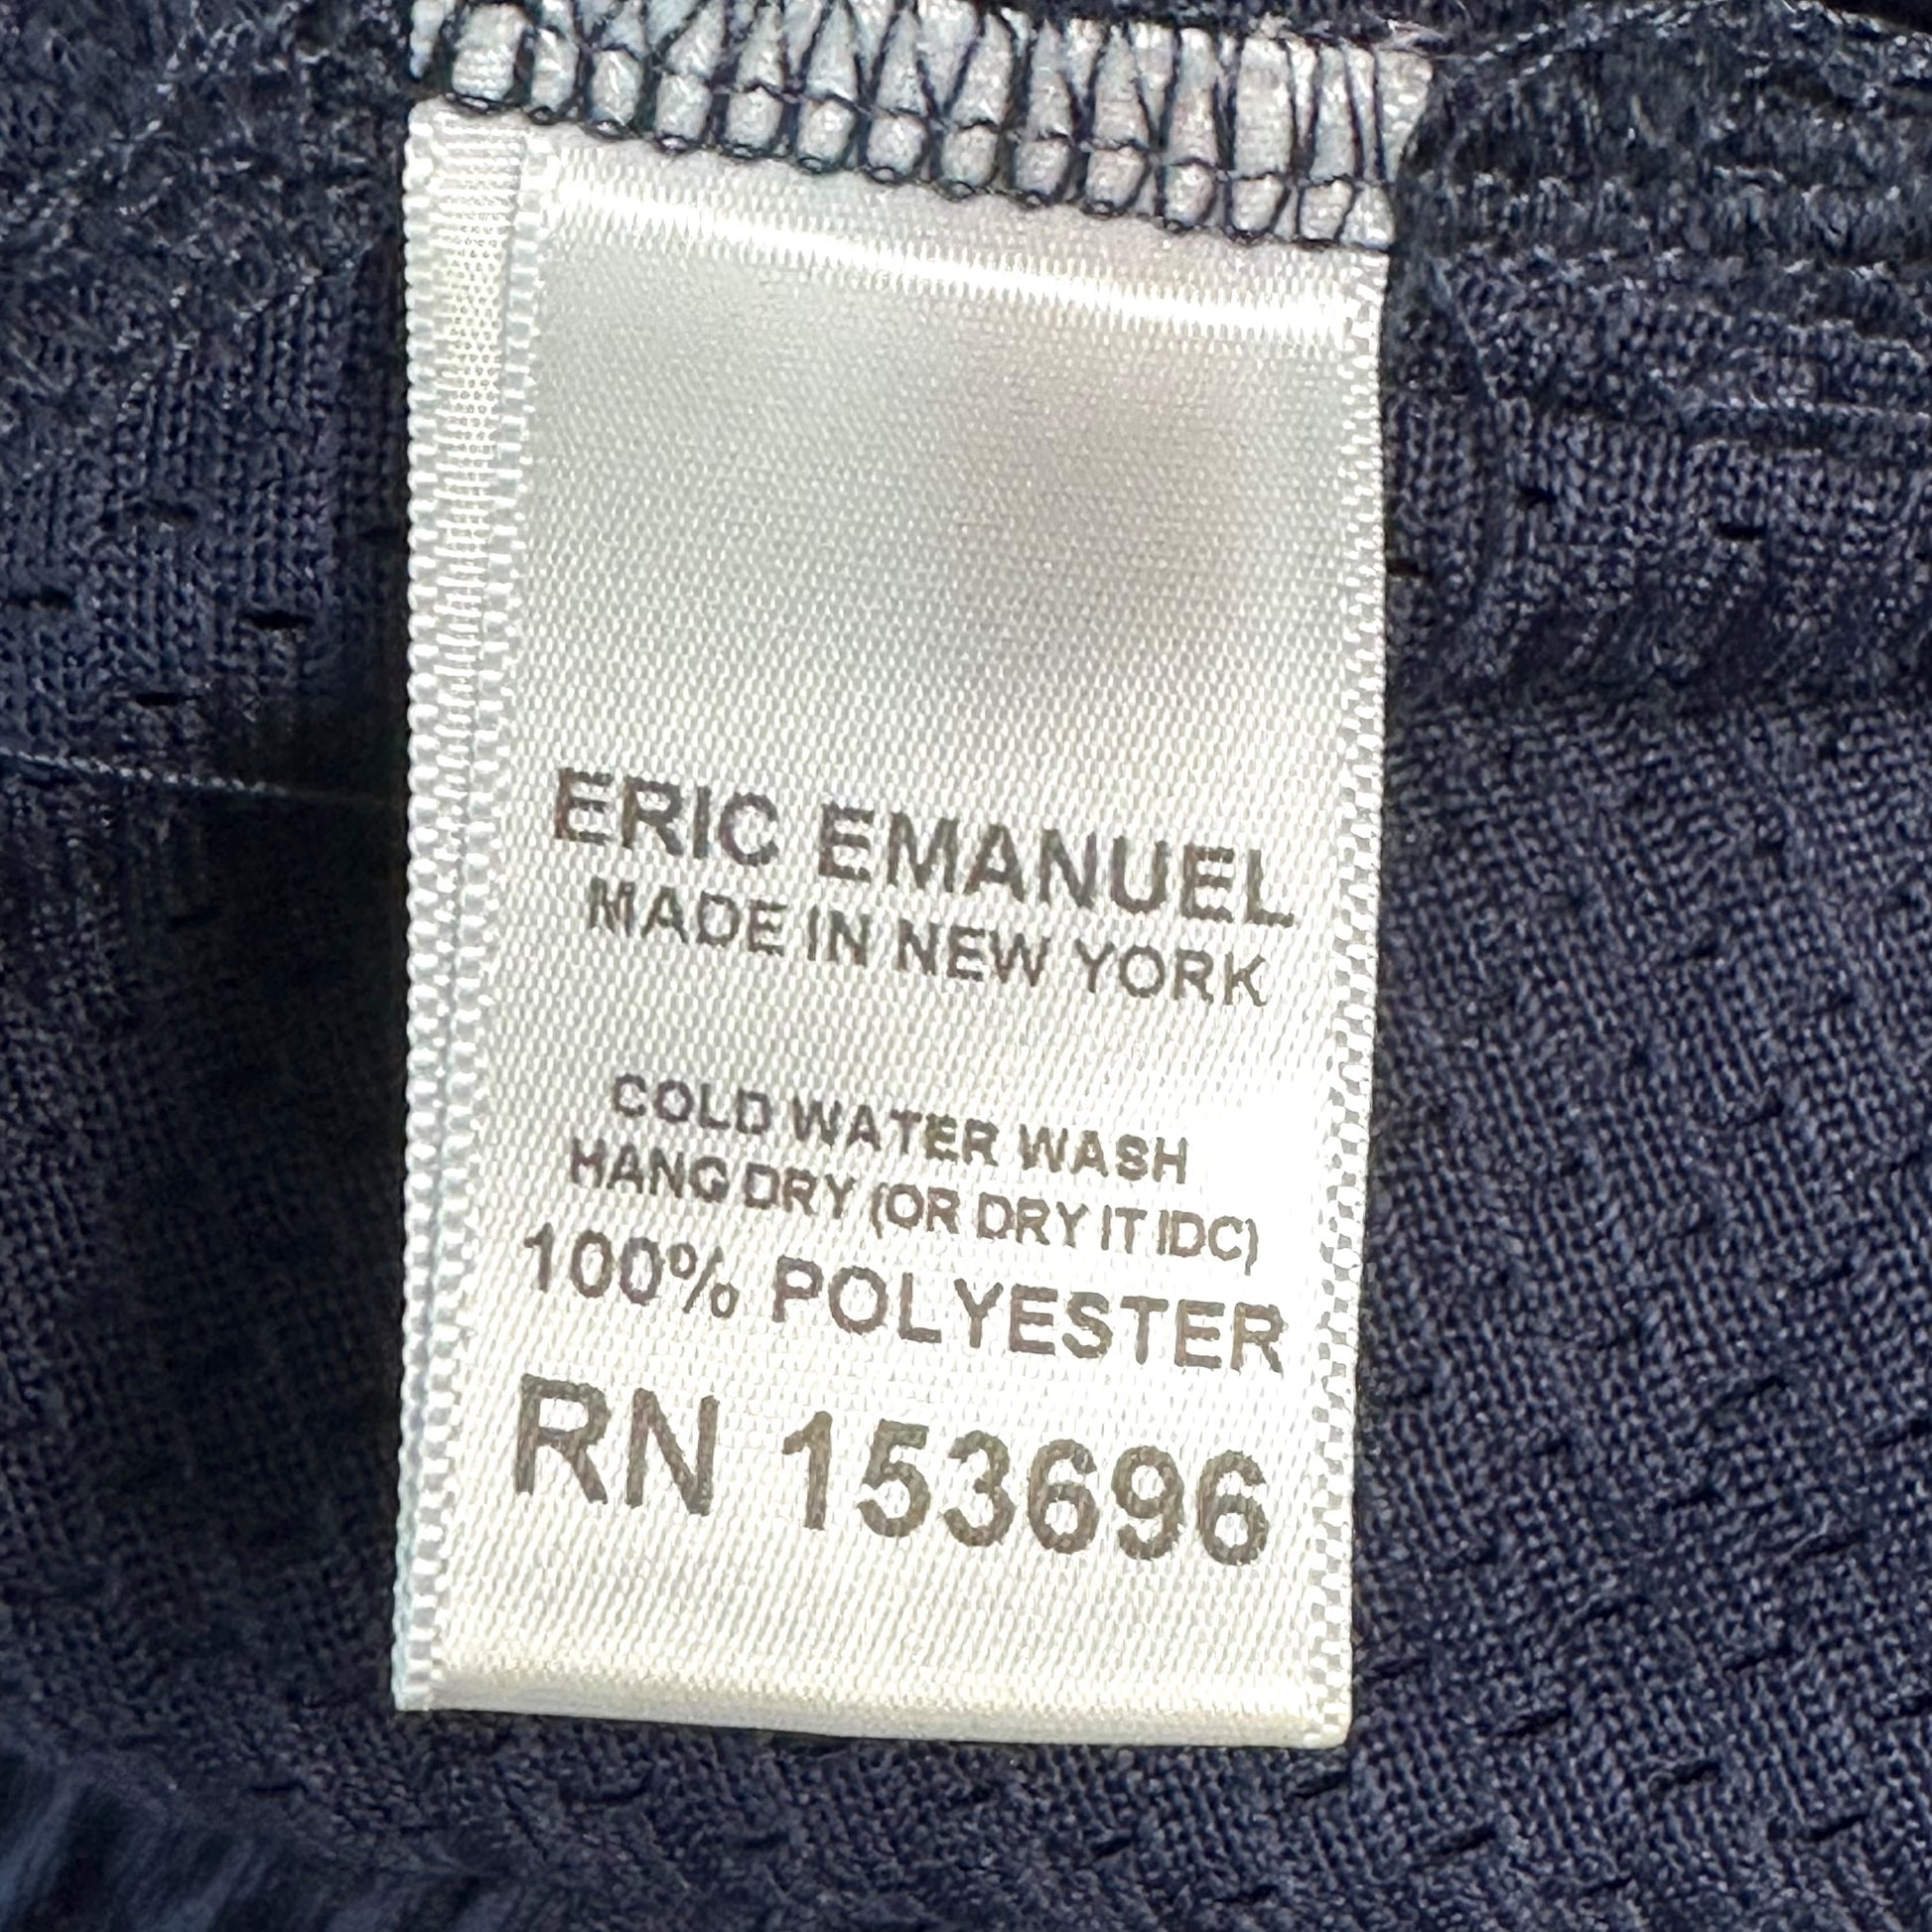 ERIC EMANUEL
MADE IN NEW YORK
COLD WATER WASH
HANG DRY (OR DRY IT IDC)
100% POLYESTER
RN 153696